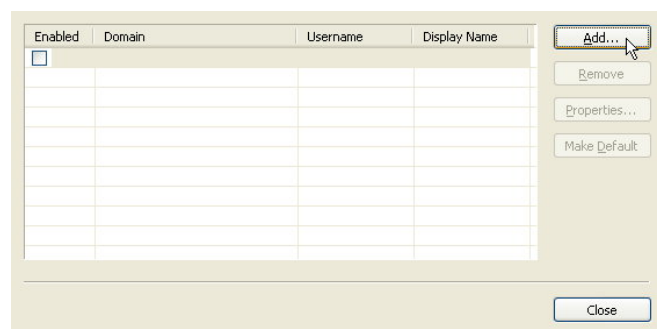 Enabled Domain Username Display Name
Add...
Remove
Properties...
Make Default
Close